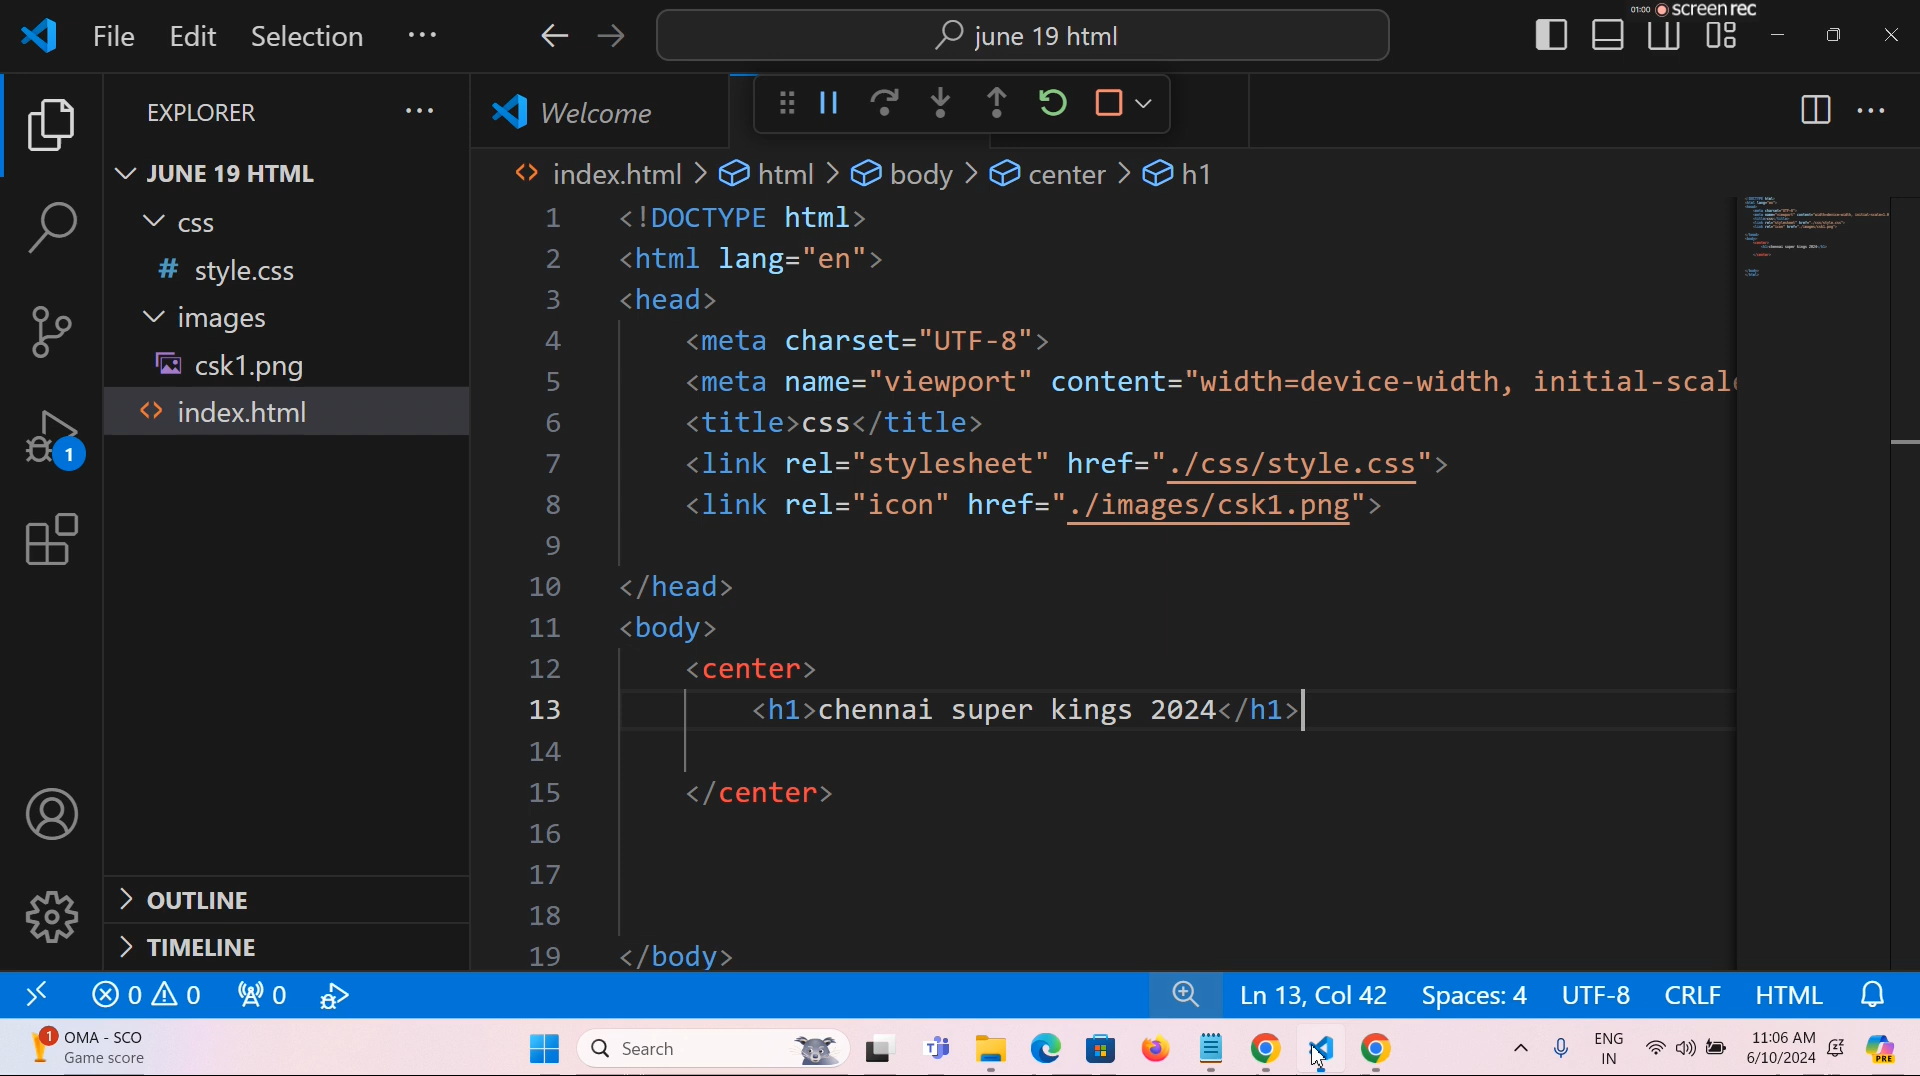 01:00 screenrec
File Edit Selection ... june 19 html
EXPLORER ...
Welcome
index.html > html > body > center > h1
JUNE 19 HTML
css
# style.css
images
csk1.png
<> index.html
OUTLINE
TIMELINE
1 <!DOCTYPE html>
2 <html lang="en">
3 <head>
4 <meta charset="UTF-8">
5 <meta name="viewport" content="width=device-width, initial-scal
6 <title>css</title>
7 <link rel="stylesheet" href="./css/style.css">
8 <link rel="icon" href="./images/csk1.png">
9
10 </head>
11 <body>
12 <center>
13 <h1>chennai super kings 2024</h1>
14
15 </center>
16
17
18
19 </body>
1
0 0 0 Ln 13, Col 42 Spaces: 4 UTF-8 CRLF HTML
1 OMA - SCO
Game score
Search
ENG
IN
11:06 AM
6/10/2024
PRE